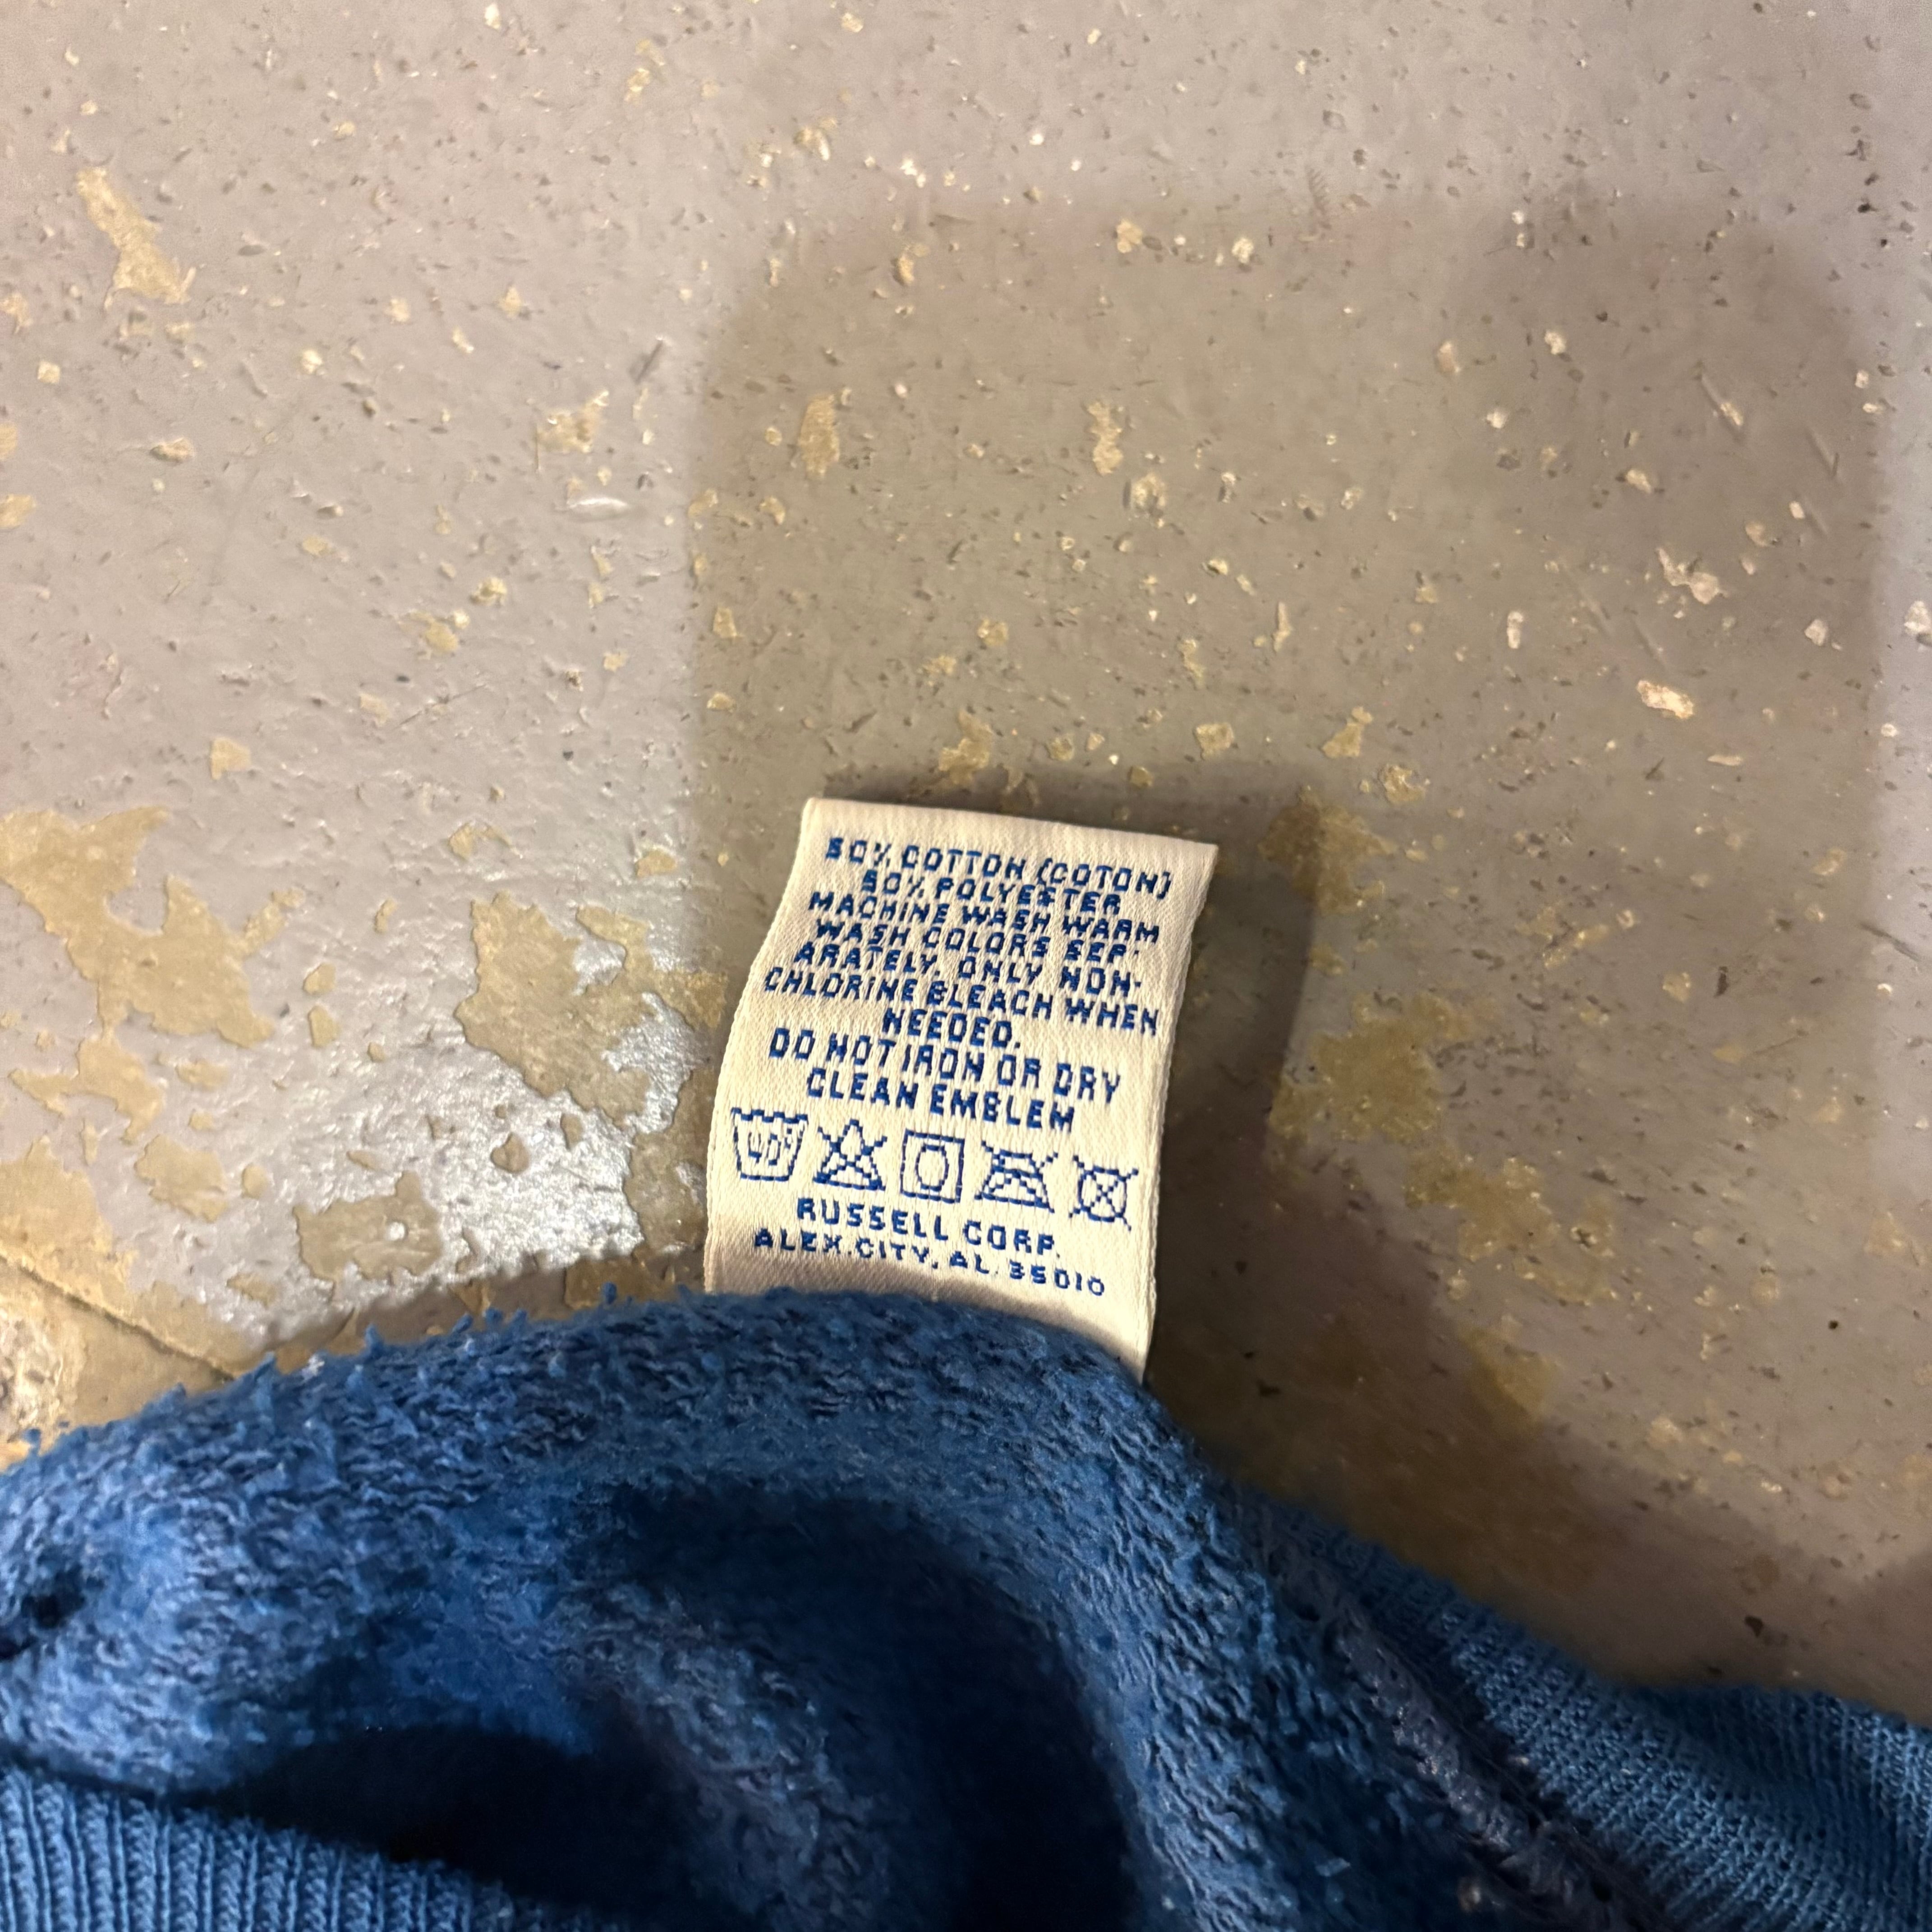 50% COTTON (COTON)
50% POLYESTER
MACHINE WASH WARM
WASH COLORS SEP-
ARATELY. ONLY NON-
CHLORINE BLEACH WHEN
NEEDED.
DO NOT IRON OR DRY
CLEAN EMBLEM
40°
RUSSELL CORP.
ALEX.CITY, AL. 35010